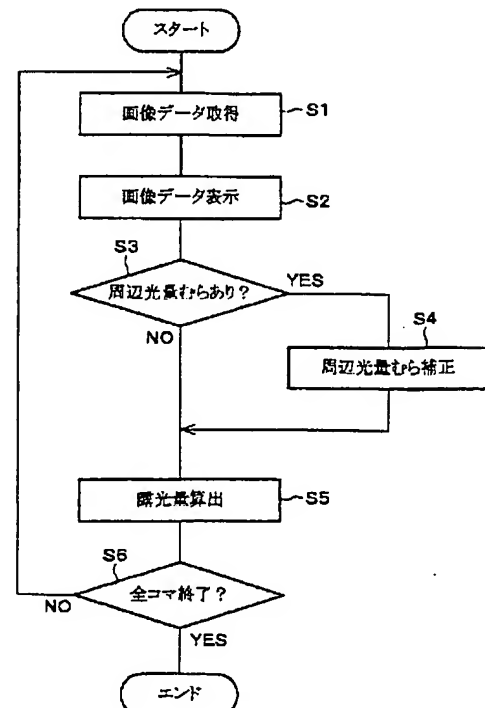 スタート
画像データ取得 S1
画像データ表示 S2
S3
周辺光量むらあり? YES
NO
S4
周辺光量むら補正
露光量算出 S5
S6
全コマ終了?
NO
YES
エンド